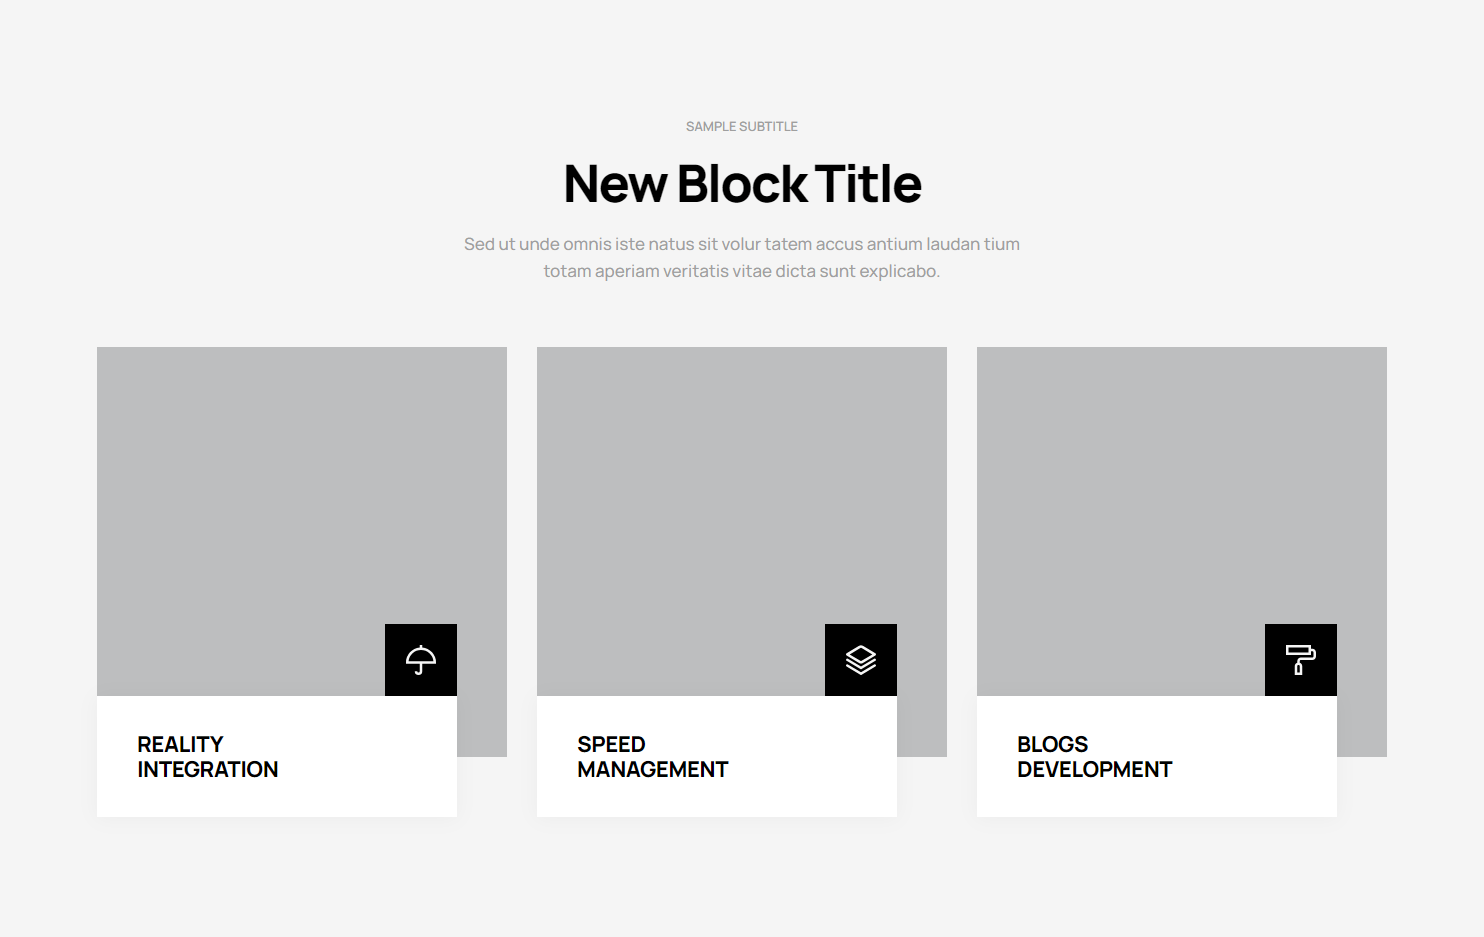 SAMPLE SUBTITLE
New Block Title
Sed ut unde omnis iste natus sit volur tatem accus antium laudan tium
totam aperiam veritatis vitae dicta sunt explicabo.
REALITY
INTEGRATION
SPEED
MANAGEMENT
BLOGS
DEVELOPMENT